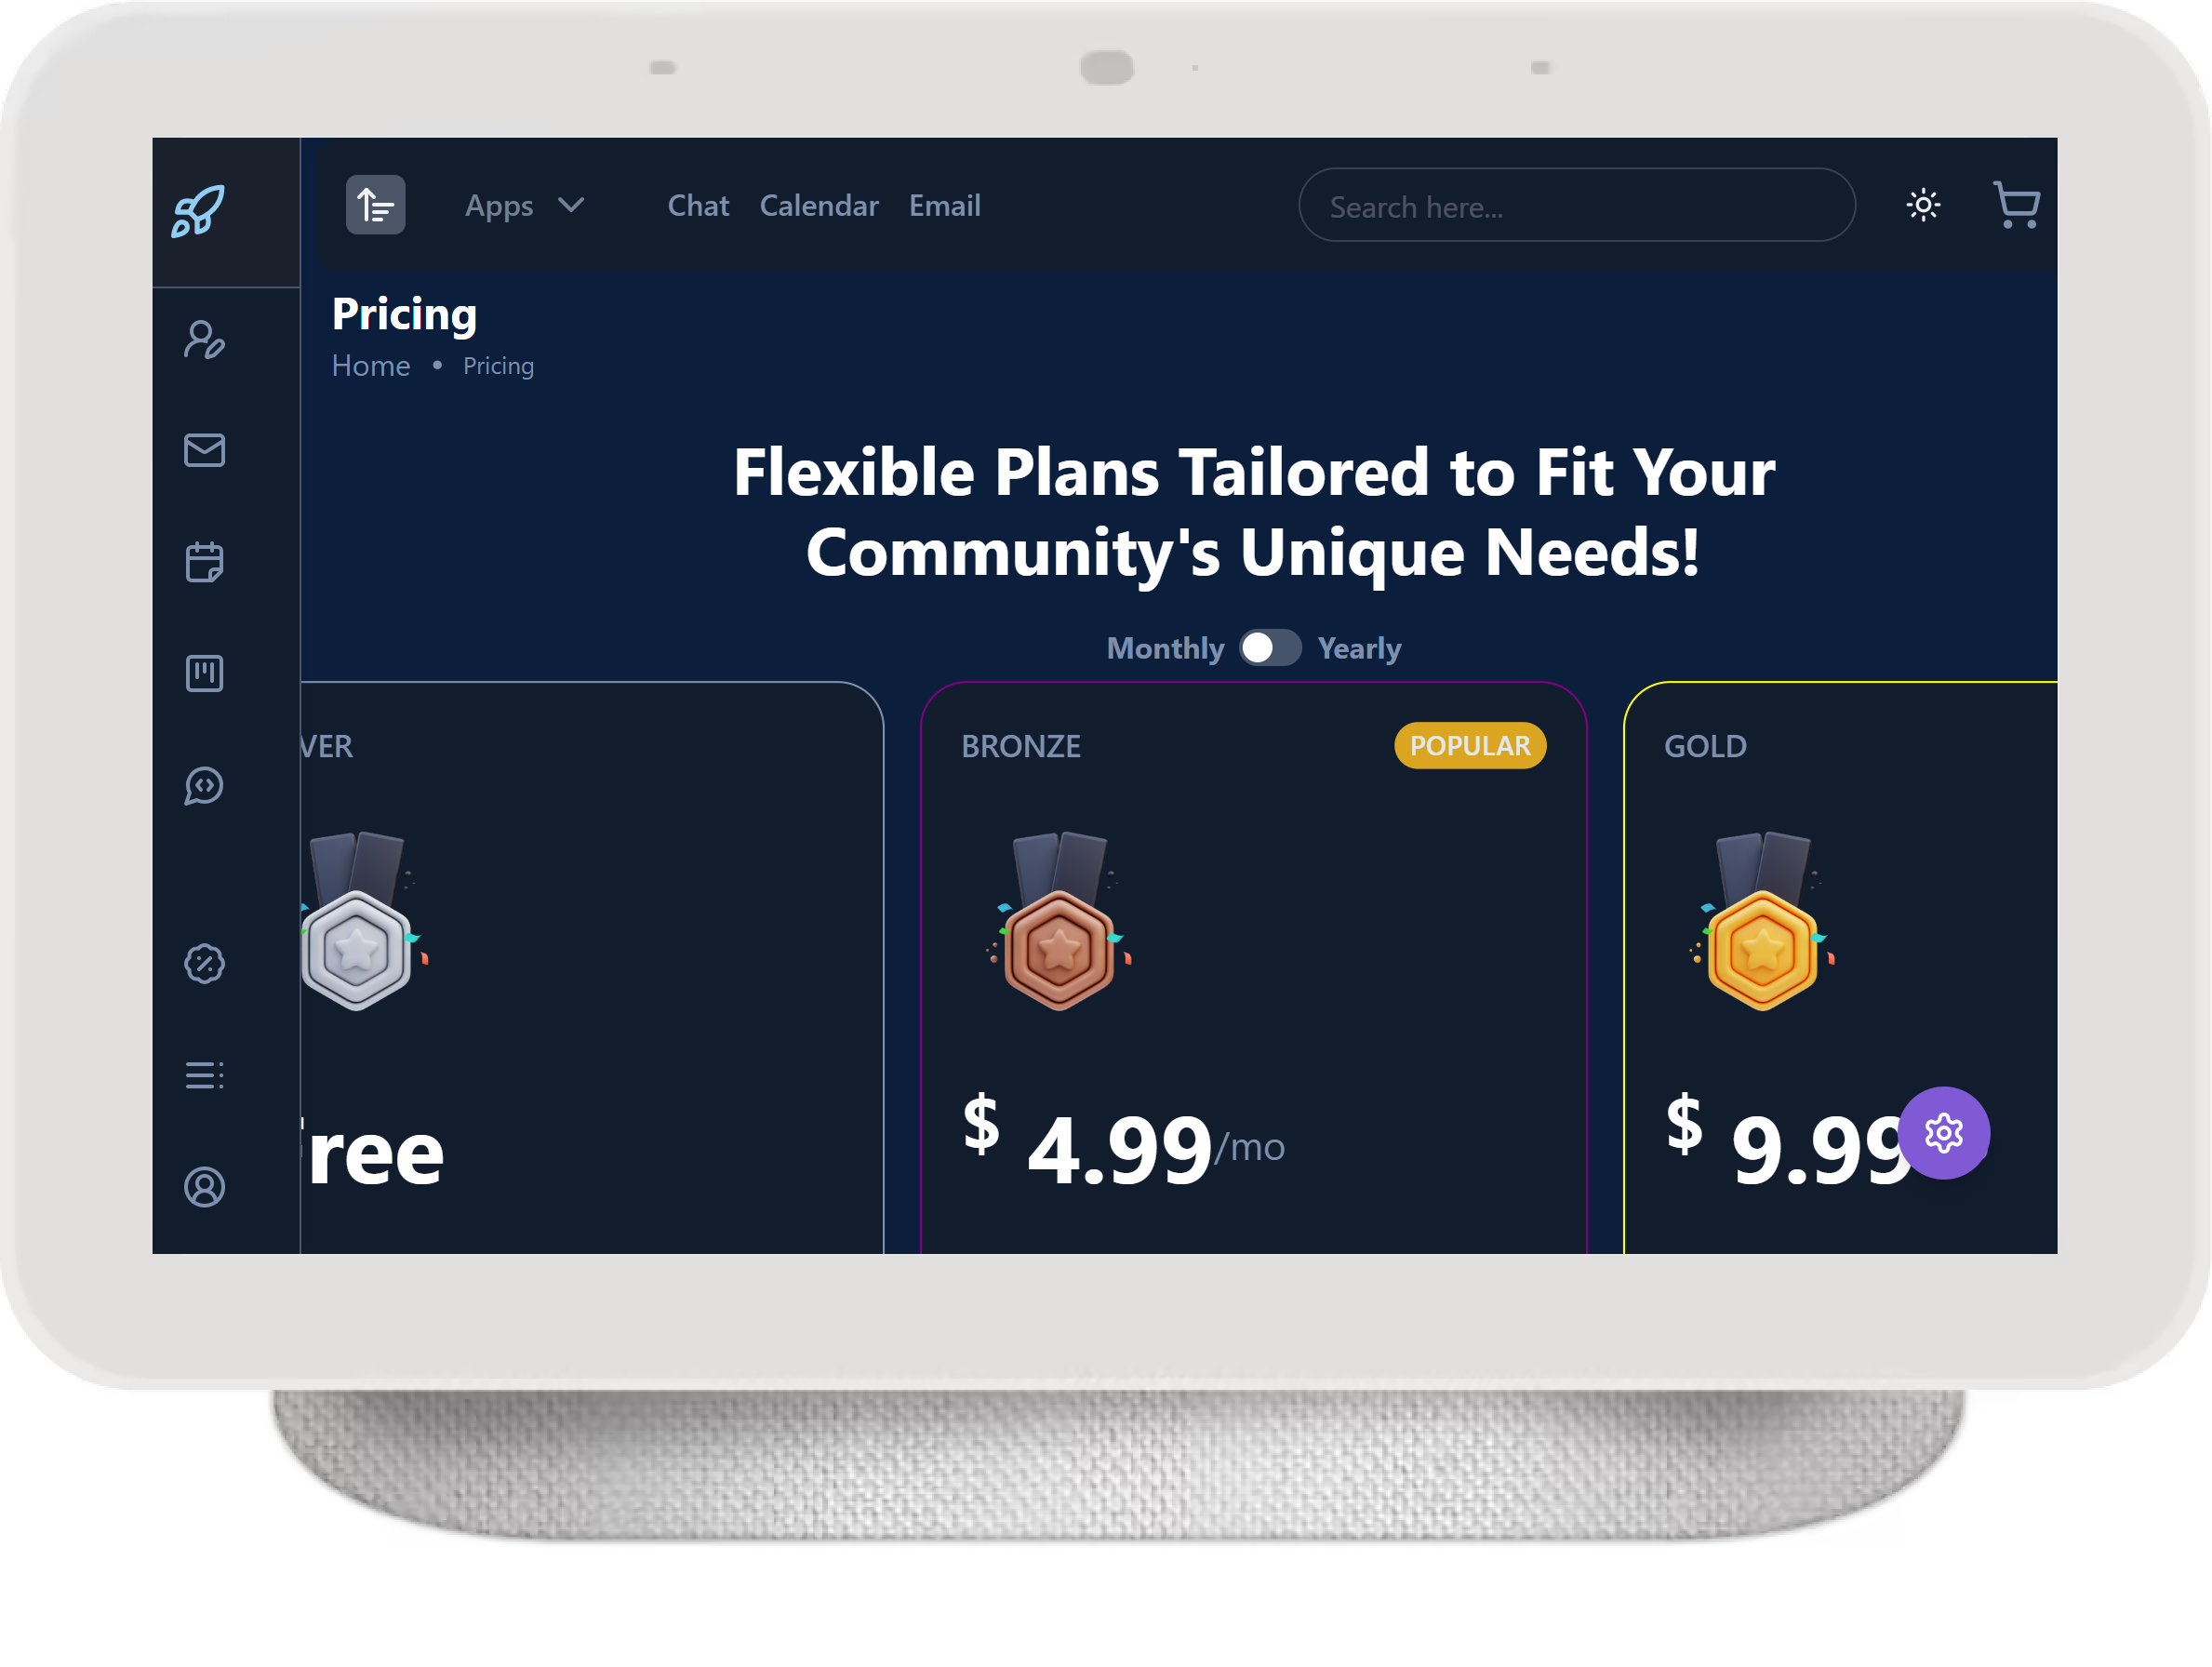 Apps Chat Calendar Email Search here...
Pricing
Home • Pricing
Flexible Plans Tailored to Fit Your
Community's Unique Needs!
Monthly Yearly
VER BRONZE POPULAR GOLD
ree $ 4.99/mo $ 9.99